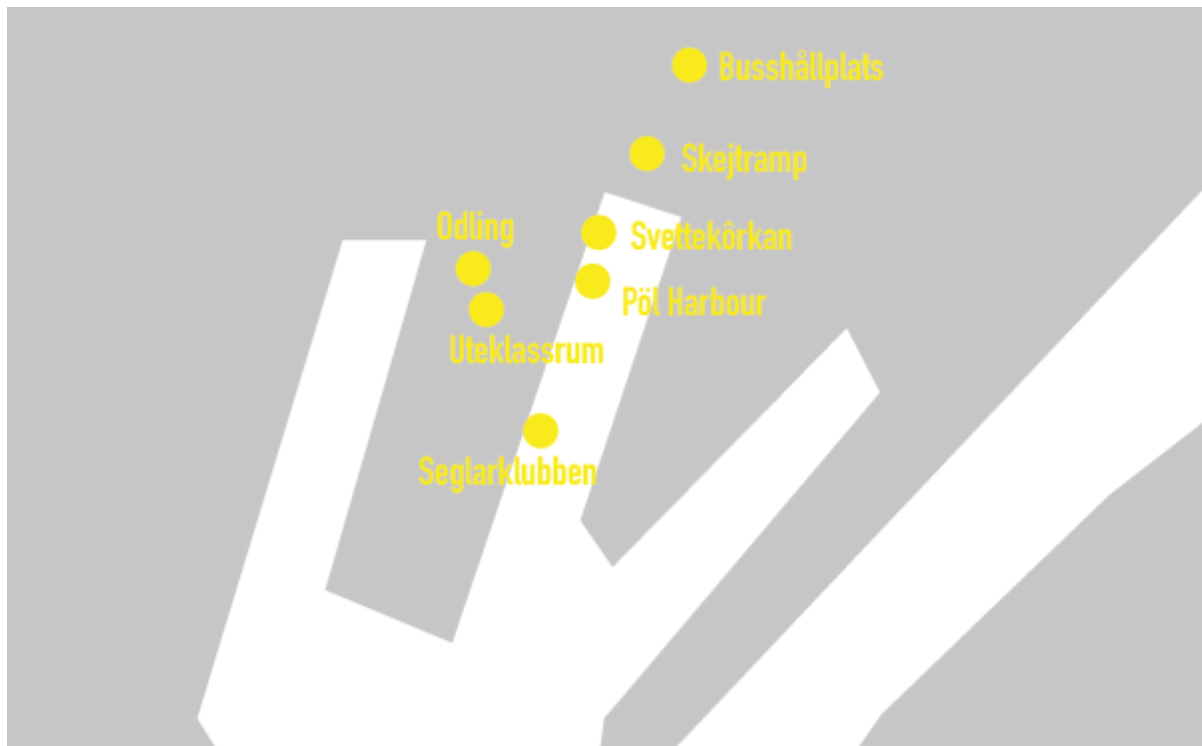 Busshållplats
Skejtramp
Odling
Svettekôrkan
Pöl Harbour
Uteklassrum
Seglarklubben